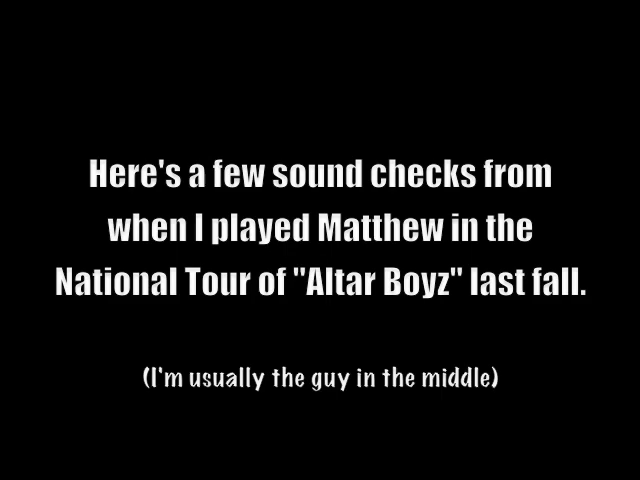 Here's a few sound checks from
when I played Matthew in the
National Tour of "Altar Boyz" last fall.
(I'm usually the guy in the middle)